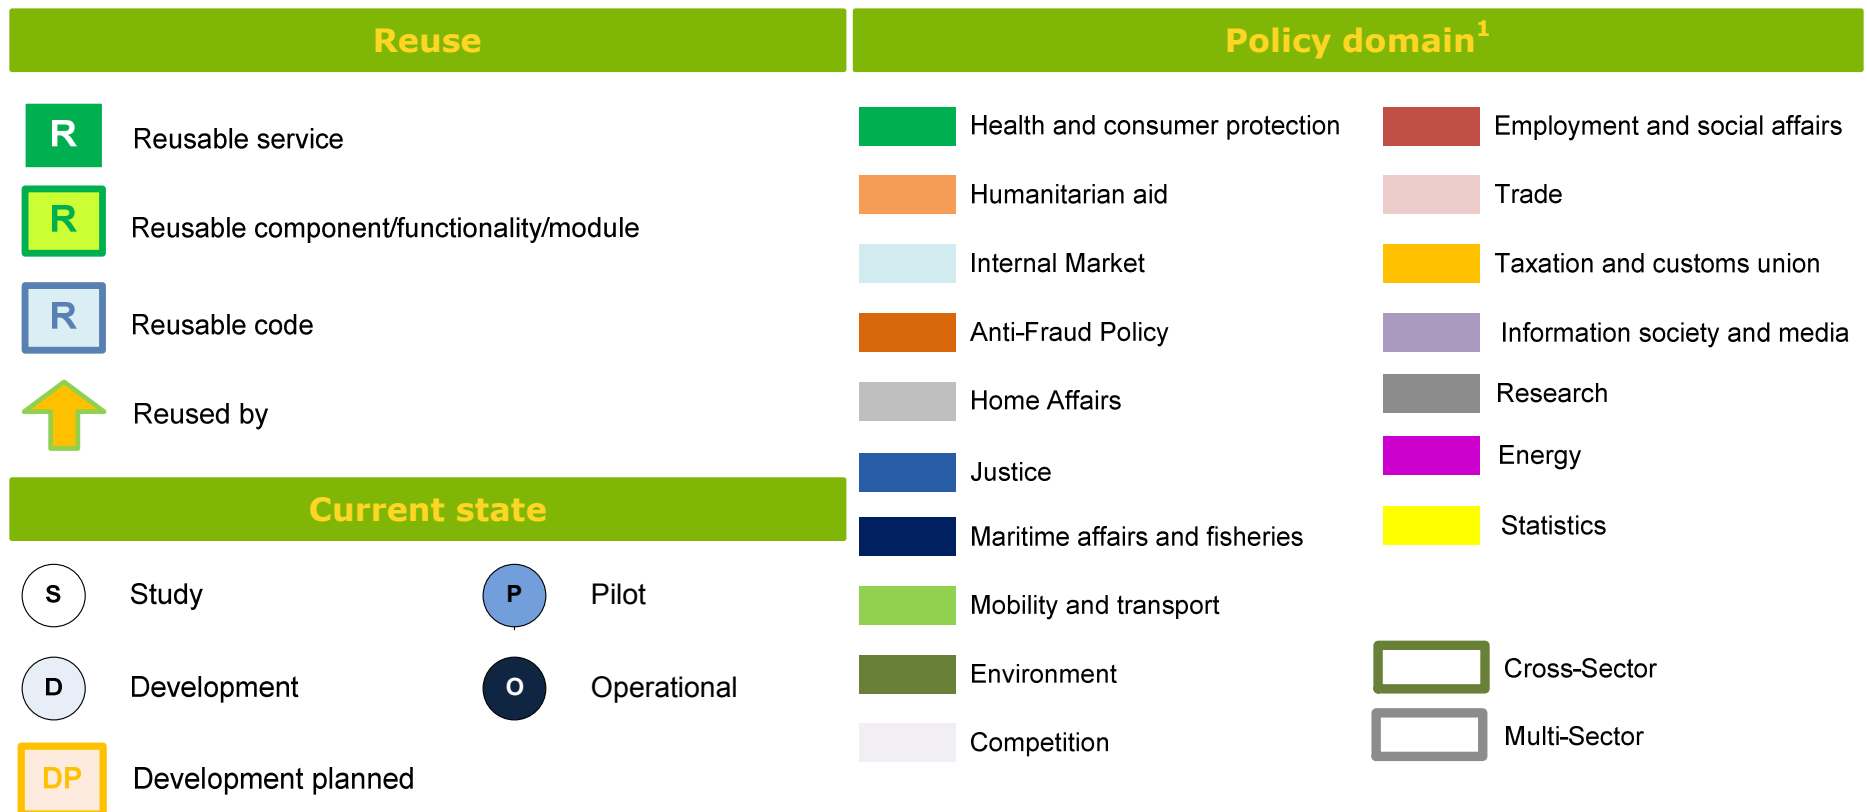 Reuse
R Reusable service
R Reusable component/functionality/module
R Reusable code
Reused by
Current state
S Study
P Pilot
D Development
O Operational
DP Development planned
Policy domain1
Health and consumer protection
Humanitarian aid
Internal Market
Anti-Fraud Policy
Home Affairs
Justice
Maritime affairs and fisheries
Mobility and transport
Environment
Competition
Employment and social affairs
Trade
Taxation and customs union
Information society and media
Research
Energy
Statistics
Cross-Sector
Multi-Sector